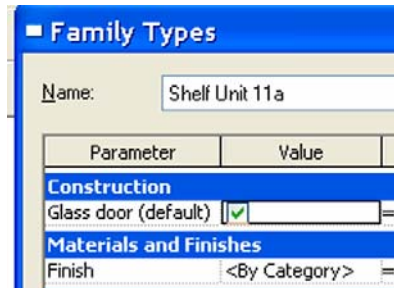 Family Types
Name: Shelf Unit 11a
Parameter Value
Construction
Glass door (default) =
Materials and Finishes
Finish <By Category> =